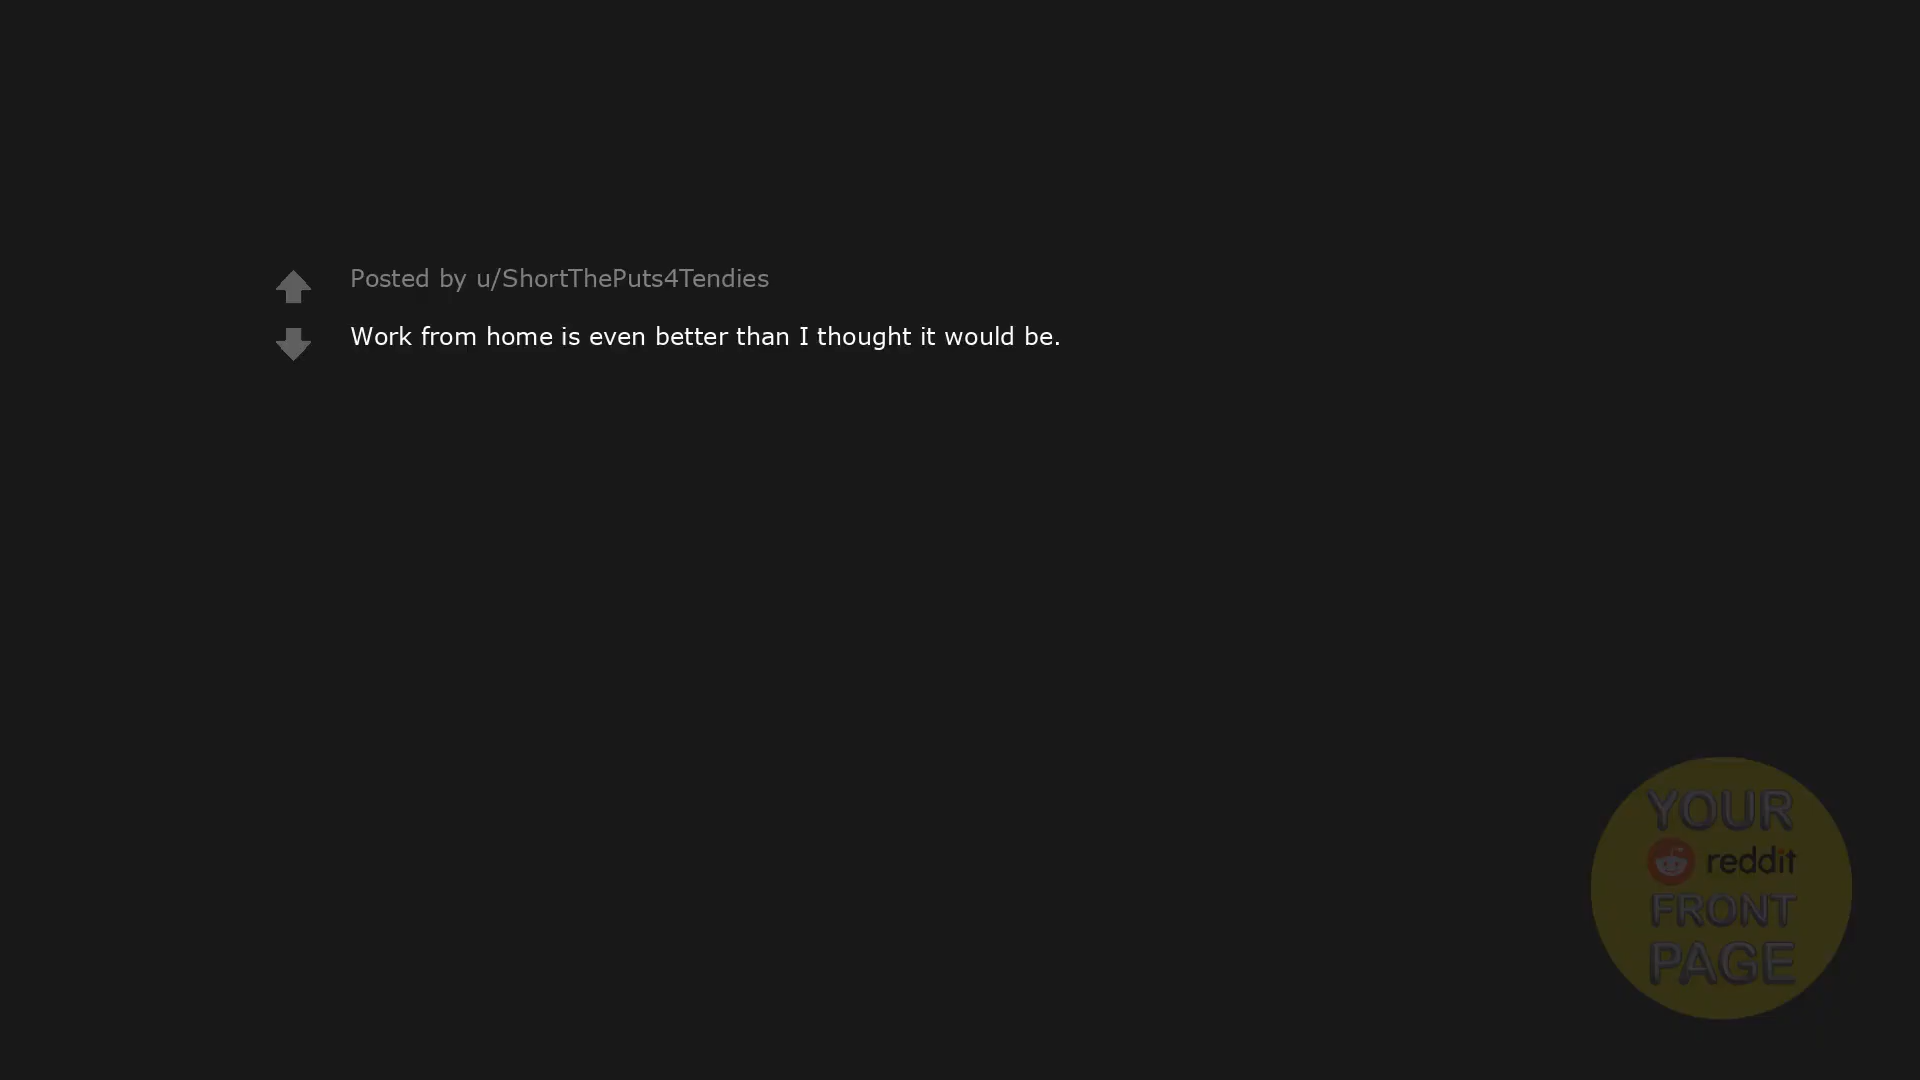 Posted by u/ShortThePuts4Tendies
Work from home is even better than I thought it would be.
YOUR
reddit
FRONT
PAGE